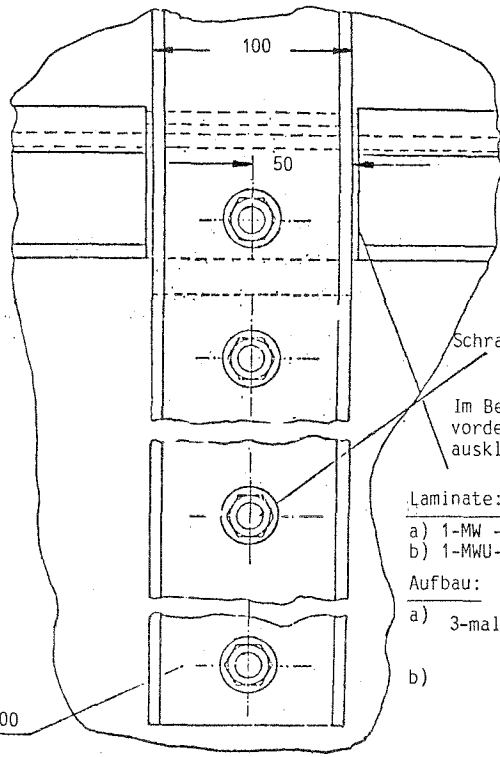 100
50
Schra
Im Be
vorde
auskl
Laminate:
a) 1-MW -
b) 1-MWU-
Aufbau:
a) 3-mal
b)
00